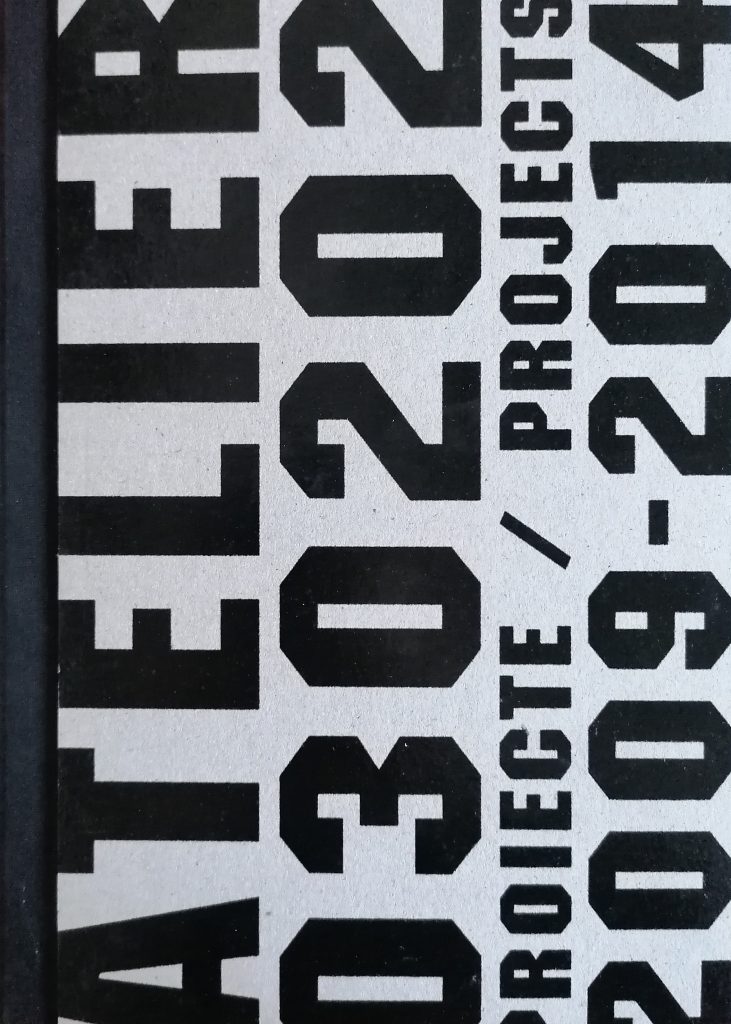 ATELIER
030202
PROIECTE / PROJECTS
2009-2014